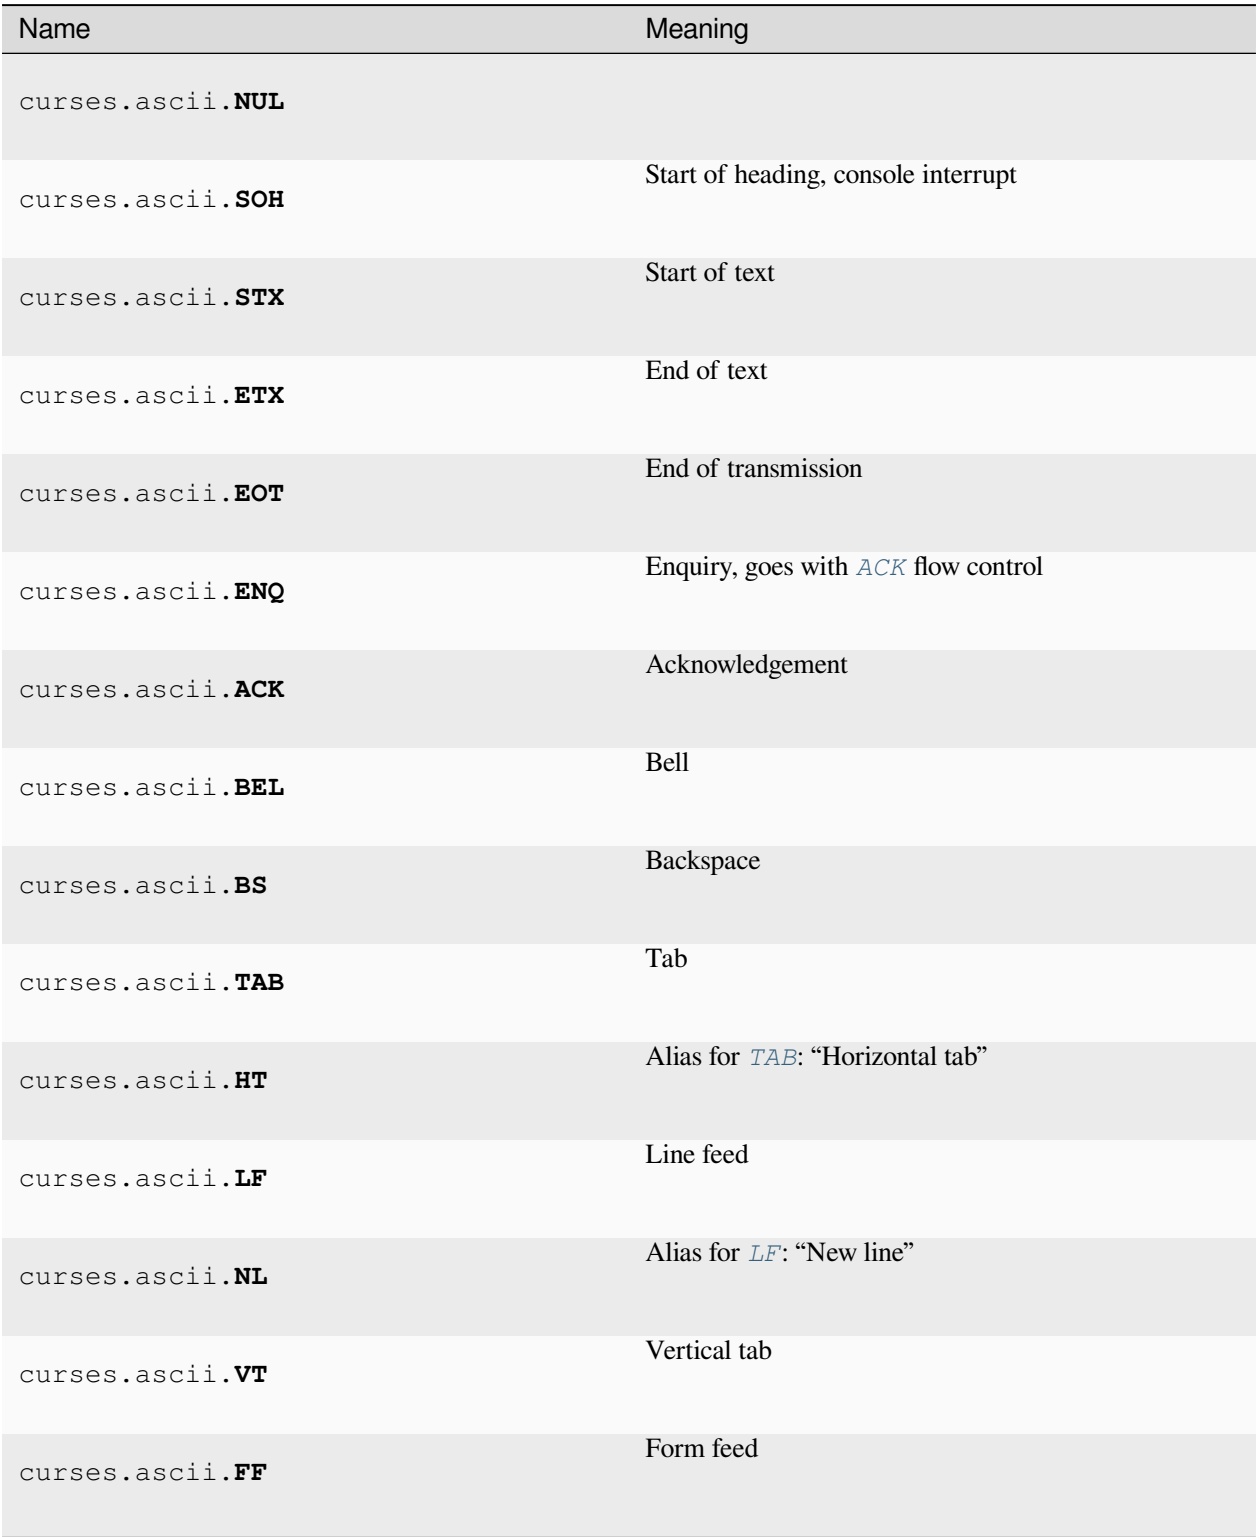 Name Meaning
curses.ascii.NUL
Start of heading, console interrupt
curses.ascii.SOH
Start of text
curses.ascii.STX
End of text
curses.ascii.ETX
End of transmission
curses.ascii.EOT
Enquiry, goes with ACK flow control
curses.ascii.ENQ
Acknowledgement
curses.ascii.ACK
Bell
curses.ascii.BEL
Backspace
curses.ascii.BS
Tab
curses.ascii.TAB
Alias for TAB: “Horizontal tab”
curses.ascii.HT
Line feed
curses.ascii.LF
Alias for LF: “New line”
curses.ascii.NL
Vertical tab
curses.ascii.VT
Form feed
curses.ascii.FF